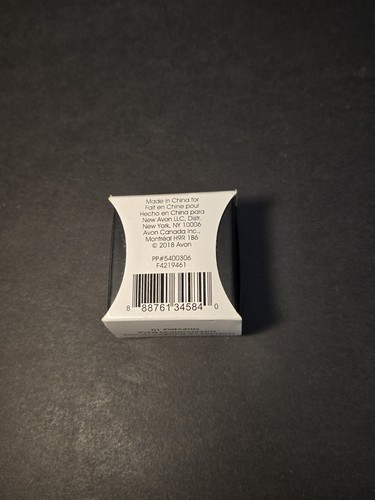 Made in China for
Fait en Chine pour
Hecho en China para
New Avon LLC, Distr.
New York, NY 10006
Avon Canada Inc.,
Montréal H9R 1B6
© 2018 Avon
PP#5400306
F4219461
8 88761 34584 0